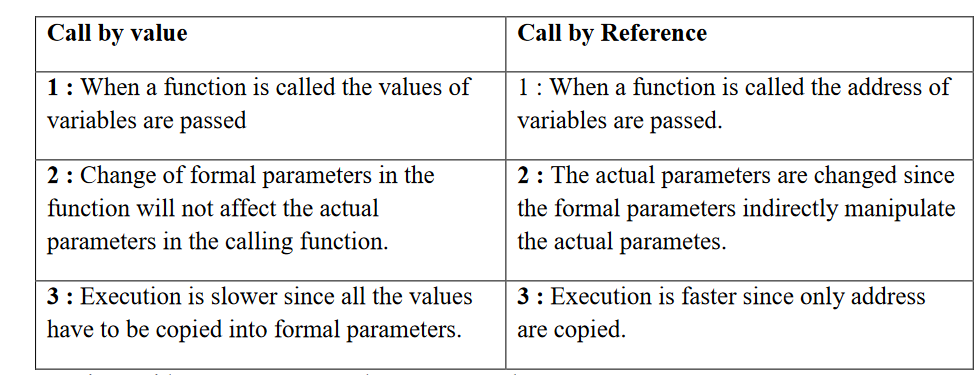 Call by value
Call by Reference
1 : When a function is called the values of
variables are passed
1 : When a function is called the address of
variables are passed.
2 : Change of formal parameters in the
function will not affect the actual
parameters in the calling function.
2 : The actual parameters are changed since
the formal parameters indirectly manipulate
the actual parametes.
3 : Execution is slower since all the values
have to be copied into formal parameters.
3 : Execution is faster since only address
are copied.